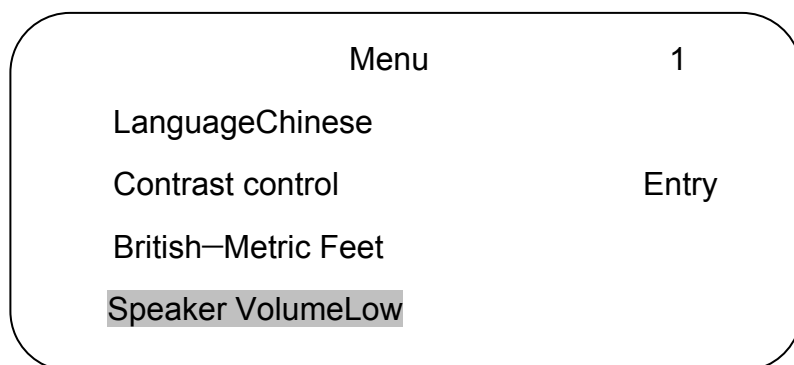 Menu 1
LanguageChinese
Contrast control Entry
British—Metric Feet
Speaker VolumeLow